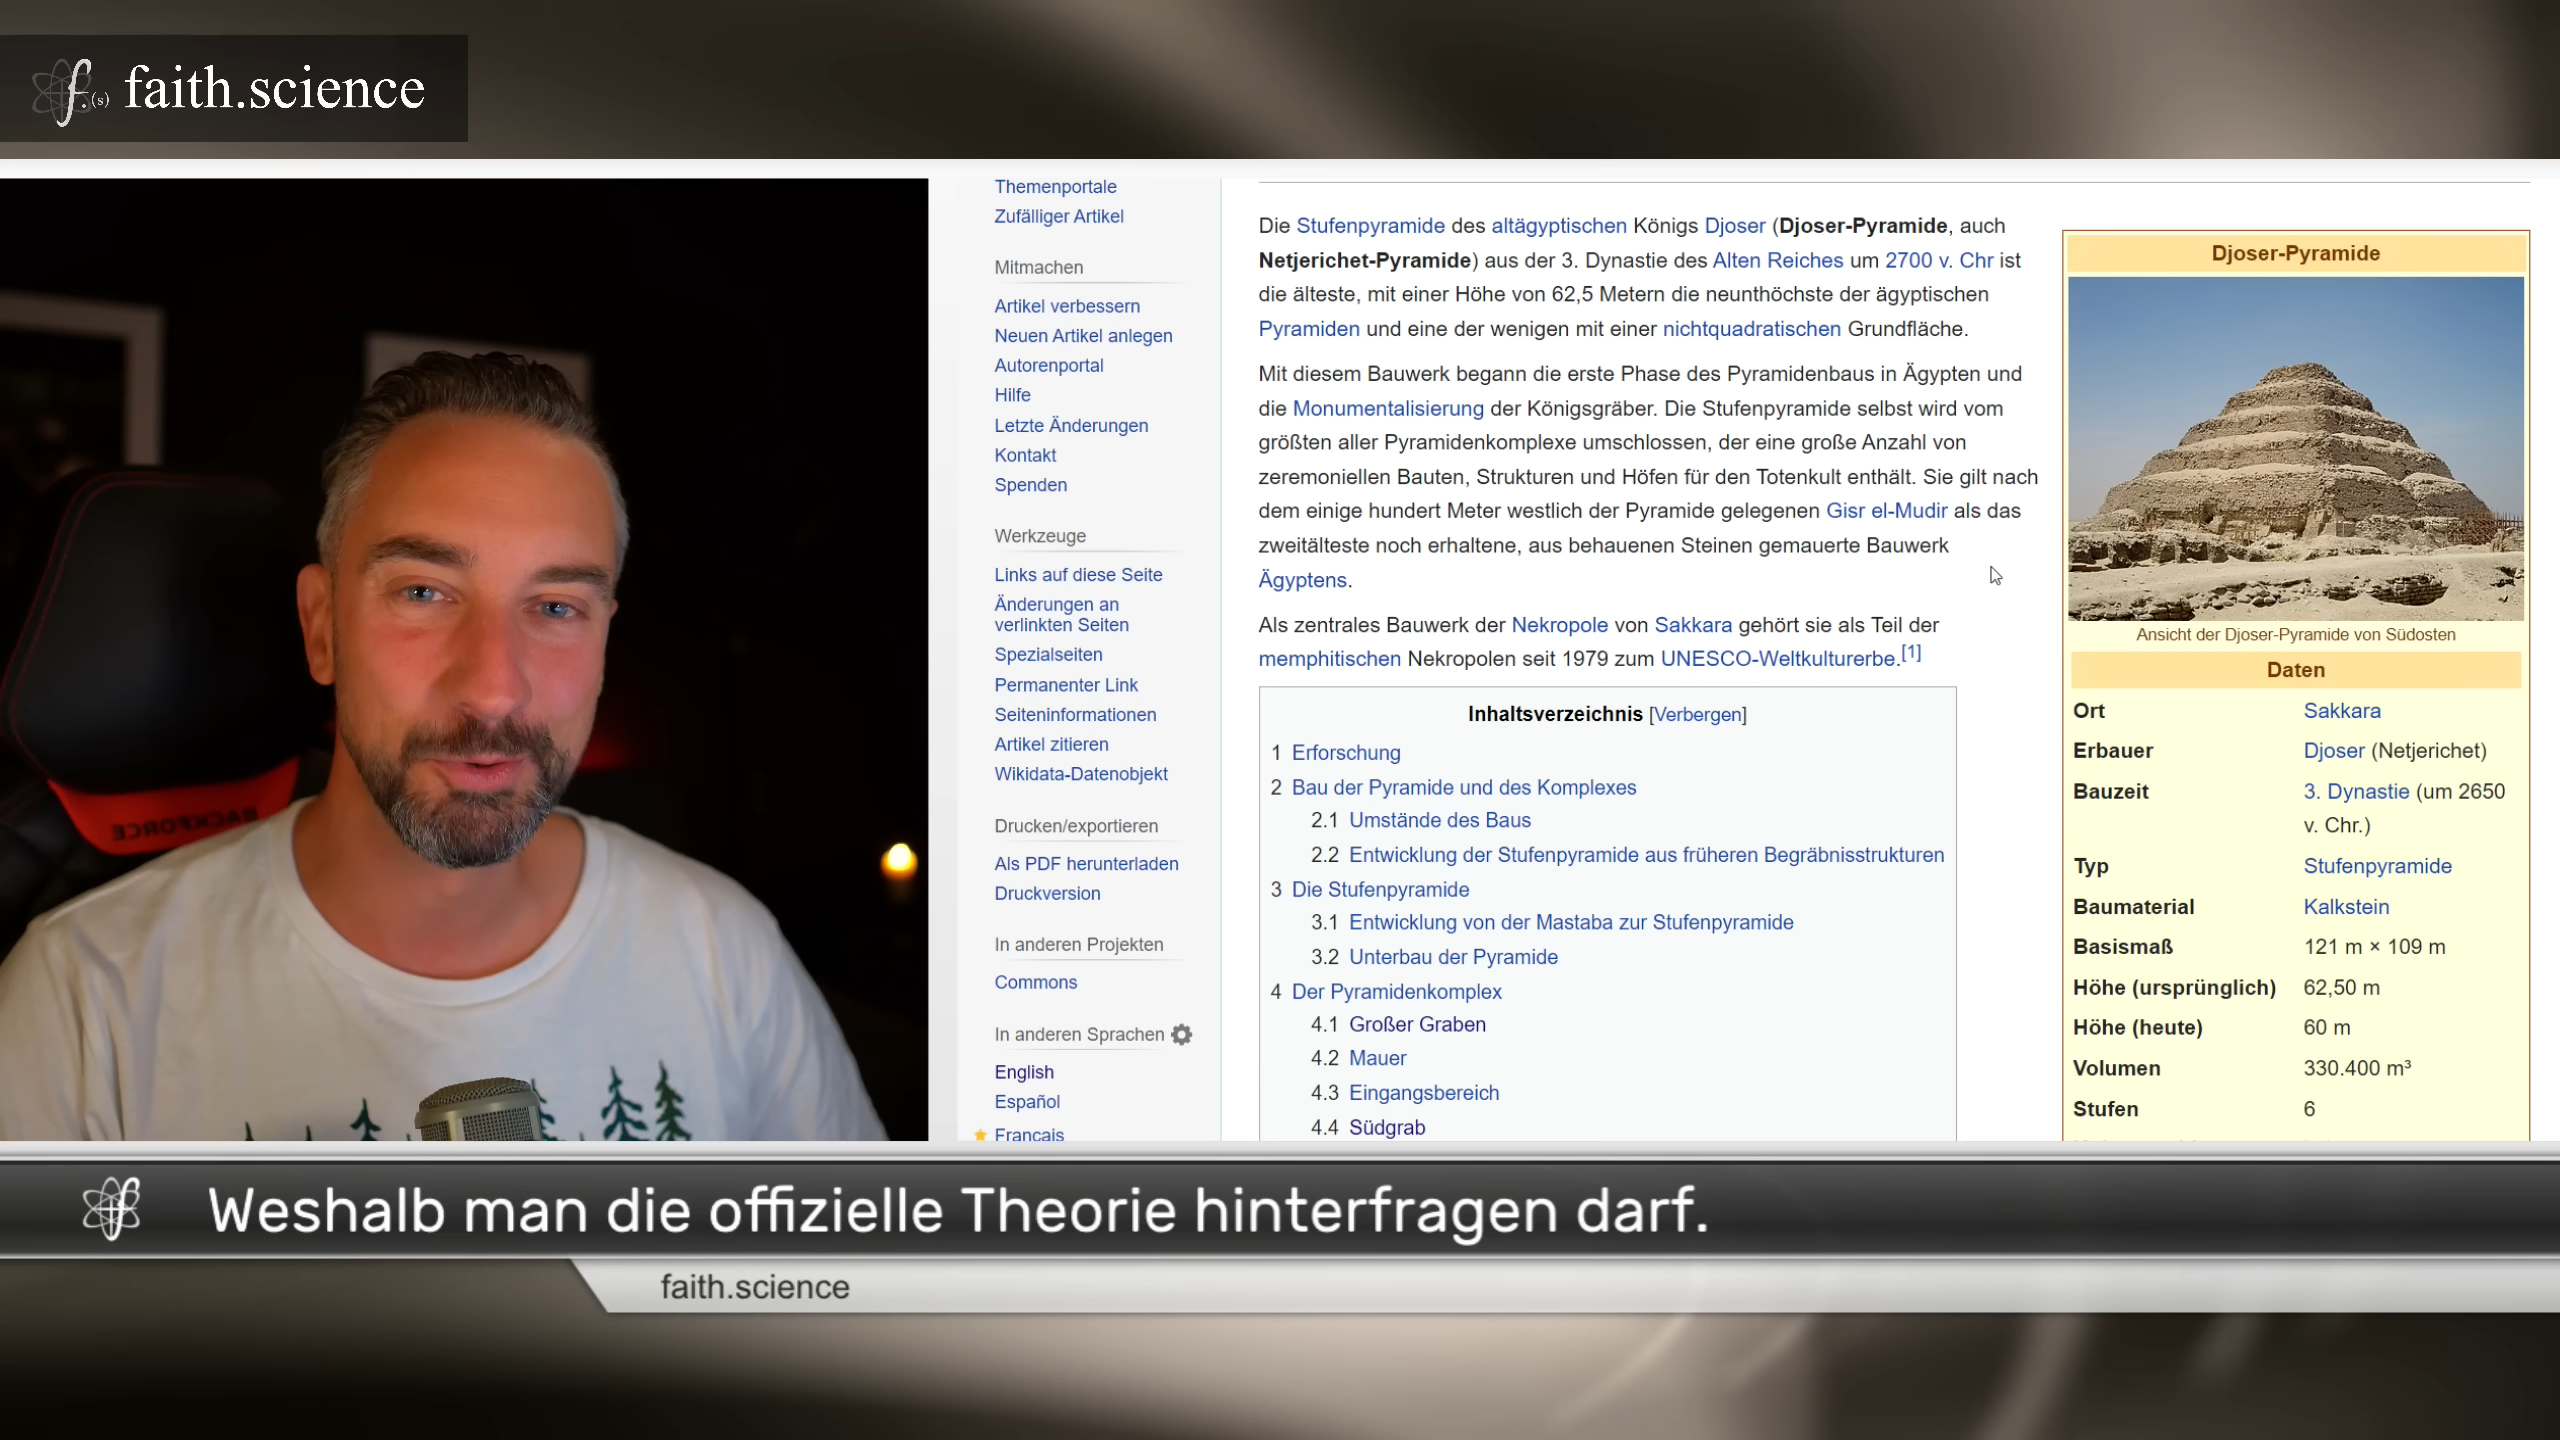 f.(s) faith.science
BACKFORCE
Themenportale
Zufälliger Artikel
Mitmachen
Artikel verbessern
Neuen Artikel anlegen
Autorenportal
Hilfe
Letzte Änderungen
Kontakt
Spenden
Werkzeuge
Links auf diese Seite
Änderungen an
verlinkten Seiten
Spezialseiten
Permanenter Link
Seiteninformationen
Artikel zitieren
Wikidata-Datenobjekt
Drucken/exportieren
Als PDF herunterladen
Druckversion
In anderen Projekten
Commons
In anderen Sprachen
English
Español
Français
Die Stufenpyramide des altägyptischen Königs Djoser (Djoser-Pyramide, auch
Netjerichet-Pyramide) aus der 3. Dynastie des Alten Reiches um 2700 v. Chr ist
die älteste, mit einer Höhe von 62,5 Metern die neunthöchste der ägyptischen
Pyramiden und eine der wenigen mit einer nichtquadratischen Grundfläche.
Mit diesem Bauwerk begann die erste Phase des Pyramidenbaus in Ägypten und
die Monumentalisierung der Königsgräber. Die Stufenpyramide selbst wird vom
größten aller Pyramidenkomplexe umschlossen, der eine große Anzahl von
zeremoniellen Bauten, Strukturen und Höfen für den Totenkult enthält. Sie gilt nach
dem einige hundert Meter westlich der Pyramide gelegenen Gisr el-Mudir als das
zweitälteste noch erhaltene, aus behauenen Steinen gemauerte Bauwerk
Ägyptens.
Als zentrales Bauwerk der Nekropole von Sakkara gehört sie als Teil der
memphitischen Nekropolen seit 1979 zum UNESCO-Weltkulturerbe.[1]
Inhaltsverzeichnis [Verbergen]
1 Erforschung
2 Bau der Pyramide und des Komplexes
2.1 Umstände des Baus
2.2 Entwicklung der Stufenpyramide aus früheren Begräbnisstrukturen
3 Die Stufenpyramide
3.1 Entwicklung von der Mastaba zur Stufenpyramide
3.2 Unterbau der Pyramide
4 Der Pyramidenkomplex
4.1 Großer Graben
4.2 Mauer
4.3 Eingangsbereich
4.4 Südgrab
Djoser-Pyramide
Ansicht der Djoser-Pyramide von Südosten
Daten
Ort Sakkara
Erbauer Djoser (Netjerichet)
Bauzeit 3. Dynastie (um 2650
v. Chr.)
Typ Stufenpyramide
Baumaterial Kalkstein
Basismaß 121 m × 109 m
Höhe (ursprünglich) 62,50 m
Höhe (heute) 60 m
Volumen 330.400 m³
Stufen 6
Weshalb man die offizielle Theorie hinterfragen darf.
faith.science